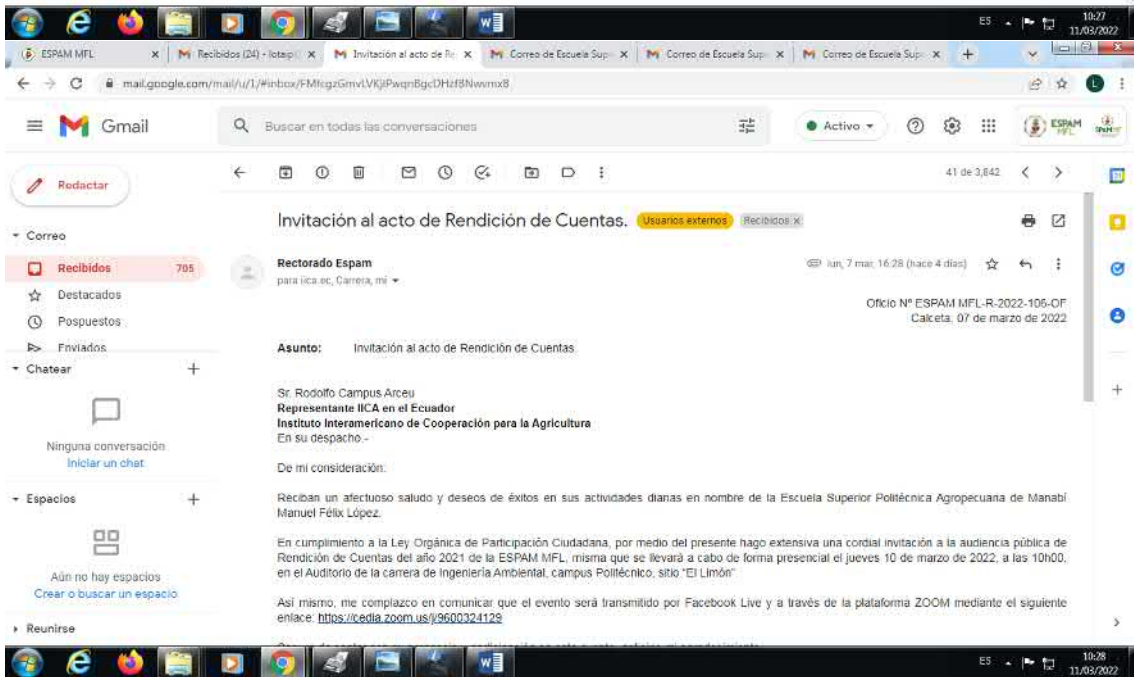 ES
10:27
11/03/2022
ESPAM MFL
Recibidos (24) - lotaip
Invitación al acto de Re
Correo de Escuela Sup
Correo de Escuela Sup
Correo de Escuela Sup
mail.google.com/mail/u/1/#inbox/
L
Gmail
Buscar en todas las conversaciones
Activo
ESPAM MFL
Redactar
41 de 3,842
Correo
Recibidos 705
Destacados
Pospuestos
Enviados
Chatear
Ninguna conversación
Iniciar un chat
Espacios
Aún no hay espacios
Crear o buscar un espacio
Reunirse
Invitación al acto de Rendición de Cuentas. Usuarios externos Recibidos x
Rectorado Espam lun, 7 mar, 16:28 (hace 4 días)
para iica.ec, Carrera, mí
Oficio Nº ESPAM MFL-R-2022-106-OF
Calceta, 07 de marzo de 2022
Asunto: Invitación al acto de Rendición de Cuentas.
Sr. Rodolfo Campus Arceu
Representante IICA en el Ecuador
Instituto Interamericano de Cooperación para la Agricultura
En su despacho.-
De mi consideración:
Reciban un afectuoso saludo y deseos de éxitos en sus actividades diarias en nombre de la Escuela Superior Politécnica Agropecuaria de Manabí
Manuel Félix López.
En cumplimiento a la Ley Orgánica de Participación Ciudadana, por medio del presente hago extensiva una cordial invitación a la audiencia pública de
Rendición de Cuentas del año 2021 de la ESPAM MFL, misma que se llevará a cabo de forma presencial el jueves 10 de marzo de 2022, a las 10h00,
en el Auditorio de la carrera de Ingeniería Ambiental, campus Politécnico, sitio "El Limón"
Así mismo, me complazco en comunicar que el evento será transmitido por Facebook Live y a través de la plataforma ZOOM mediante el siguiente
enlace: https://cedia.zoom.us/j/9600324129
ES
10:28
11/03/2022